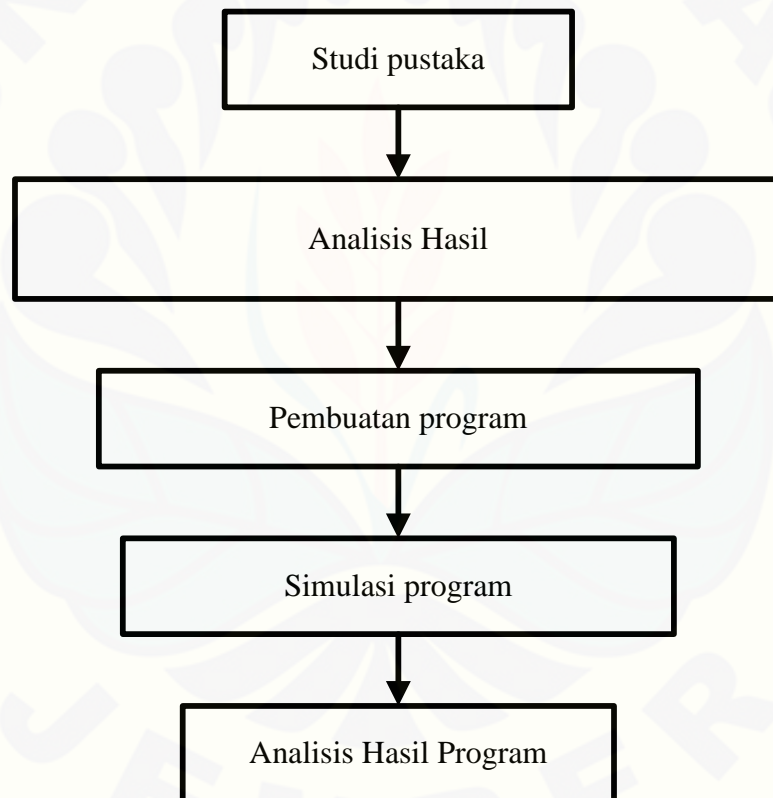 Studi pustaka
Analisis Hasil
Pembuatan program
Simulasi program
Analisis Hasil Program